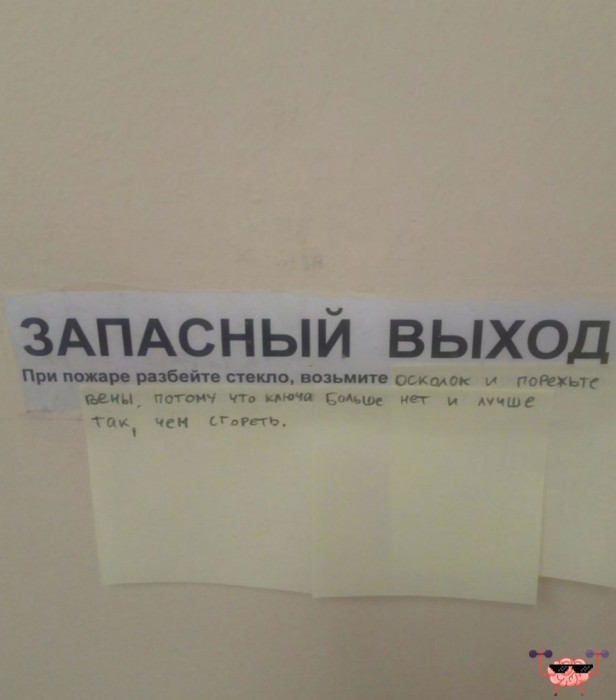 ЗАПАСНЫЙ ВЫХОД
При пожаре разбейте стекло, возьмите осколок и порежьте
вены, потому что ключа больше нет и лучше
так, чем сгореть.